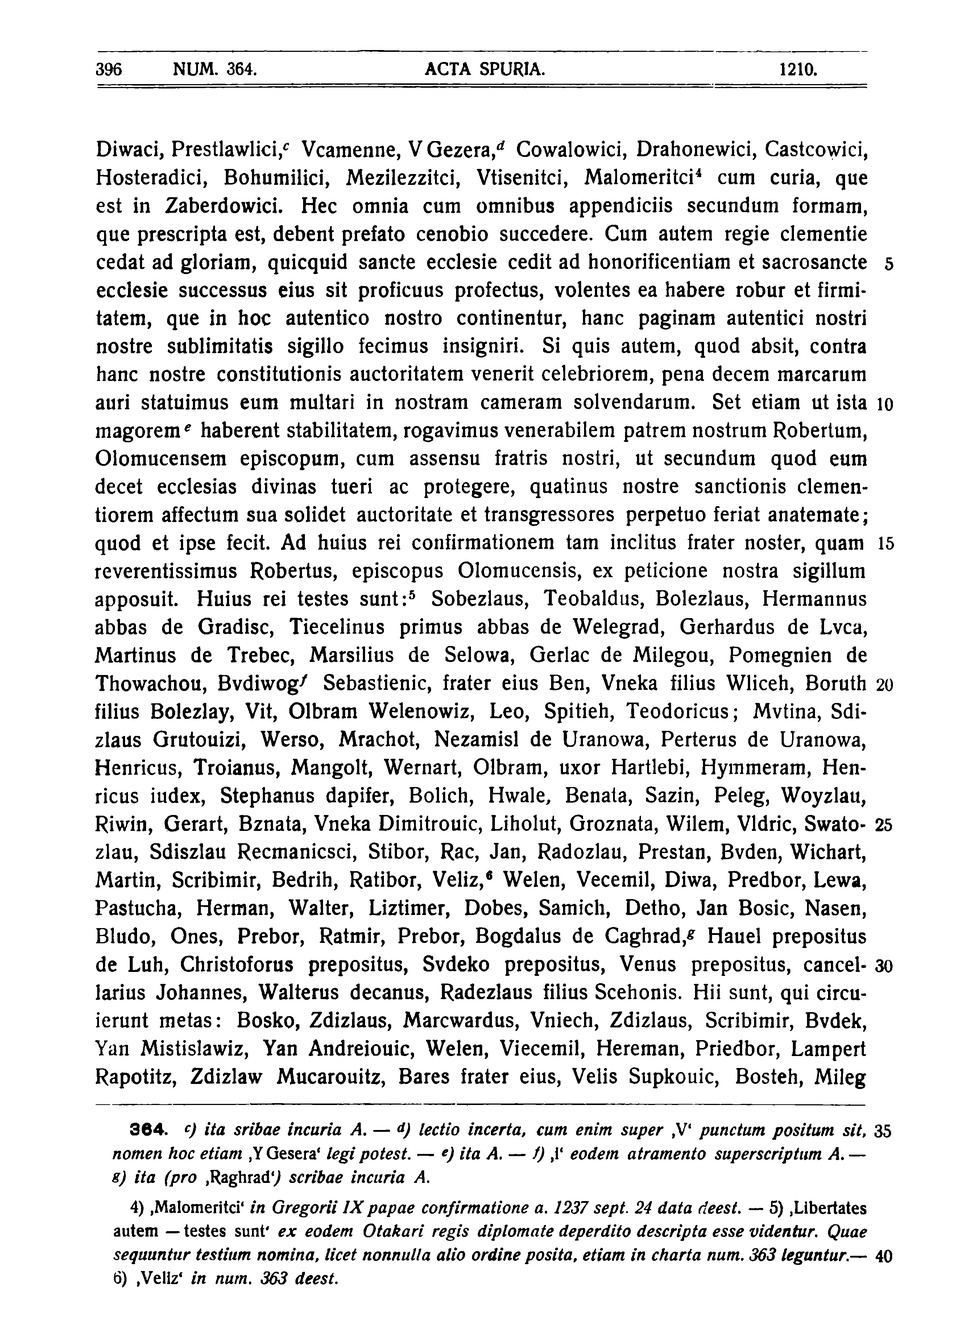 396 NUM. 364. ACTA SPURIA. 1210.
Diwaci, Prestlawlici,ᶜ Vcamenne, V Gezera,ᵈ Cowalowici, Drahonewici, Castcowici,
Hosteradici, Bohumilici, Mezilezzitci, Vtisenitci, Malomeritci⁴ cum curia, que
est in Zaberdowici. Hec omnia cum omnibus appendiciis secundum formam,
que prescripta est, debent prefato cenobio succedere. Cum autem regie clementie
cedat ad gloriam, quicquid sancte ecclesie cedit ad honorificentiam et sacrosancte 5
ecclesie successus eius sit proficuus profectus, volentes ea habere robur et firmi-
tatem, que in hoc autentico nostro continentur, hanc paginam autentici nostri
nostre sublimitatis sigillo fecimus insigniri. Si quis autem, quod absit, contra
hanc nostre constitutionis auctoritatem venerit celebriorem, pena decem marcarum
auri statuimus eum multari in nostram cameram solvendarum. Set etiam ut ista 10
magoremᵉ haberent stabilitatem, rogavimus venerabilem patrem nostrum Robertum,
Olomucensem episcopum, cum assensu fratris nostri, ut secundum quod eum
decet ecclesias divinas tueri ac protegere, quatinus nostre sanctionis clemen-
tiorem affectum sua solidet auctoritate et transgressores perpetuo feriat anatemate;
quod et ipse fecit. Ad huius rei confirmationem tam inclitus frater noster, quam 15
reverentissimus Robertus, episcopus Olomucensis, ex peticione nostra sigillum
apposuit. Huius rei testes sunt:⁵ Sobezlaus, Teobaldus, Bolezlaus, Hermannus
abbas de Gradisc, Tiecelinus primus abbas de Welegrad, Gerhardus de Lvca,
Martinus de Trebec, Marsilius de Selowa, Gerlac de Milegou, Pomegnien de
Thowachou, Bvdiwogᶠ Sebastienic, frater eius Ben, Vneka filius Wliceh, Boruth 20
filius Bolezlay, Vit, Olbram Welenowiz, Leo, Spitieh, Teodoricus; Mvtina, Sdi-
zlaus Grutouizi, Werso, Mrachot, Nezamisl de Uranowa, Perterus de Uranowa,
Henricus, Troianus, Mangolt, Wernart, Olbram, uxor Hartlebi, Hymmeram, Hen-
ricus iudex, Stephanus dapifer, Bolich, Hwale, Benata, Sazin, Peleg, Woyzlau,
Riwin, Gerart, Bznata, Vneka Dimitrouic, Liholut, Groznata, Wilem, Vldric, Swato- 25
zlau, Sdiszlau Recmanicsci, Stibor, Rac, Jan, Radozlau, Prestan, Bvden, Wichart,
Martin, Scribimir, Bedrih, Ratibor, Veliz,⁶ Welen, Vecemil, Diwa, Predbor, Lewa,
Pastucha, Herman, Walter, Liztimer, Dobes, Samich, Detho, Jan Bosic, Nasen,
Bludo, Ones, Prebor, Ratmir, Prebor, Bogdalus de Caghrad,ᵍ Hauel prepositus
de Luh, Christoforus prepositus, Svdeko prepositus, Venus prepositus, cancel- 30
larius Johannes, Walterus decanus, Radezlaus filius Scehonis. Hii sunt, qui circu-
ierunt metas: Bosko, Zdizlaus, Marcwardus, Vniech, Zdizlaus, Scribimir, Bvdek,
Yan Mistislawiz, Yan Andreiouic, Welen, Viecemil, Hereman, Priedbor, Lampert
Rapotitz, Zdizlaw Mucarouitz, Bares frater eius, Velis Supkouic, Bosteh, Mileg
364. c) ita sribae incuria A. — d) lectio incerta, cum enim super ‚V‘ punctum positum sit, 35
nomen hoc etiam ‚Y Gesera‘ legi potest. — e) ita A. — f) ‚i‘ eodem atramento superscriptum A. —
g) ita (pro ‚Raghrad‘) scribae incuria A.
4) ‚Malomeritci‘ in Gregorii IX papae confirmatione a. 1237 sept. 24 data deest. — 5) ‚Libertates
autem — testes sunt‘ ex eodem Otakari regis diplomate deperdito descripta esse videntur. Quae
sequuntur testium nomina, licet nonnulla alio ordine posita, etiam in charta num. 363 leguntur.— 40
6) ‚Veliz‘ in num. 363 deest.